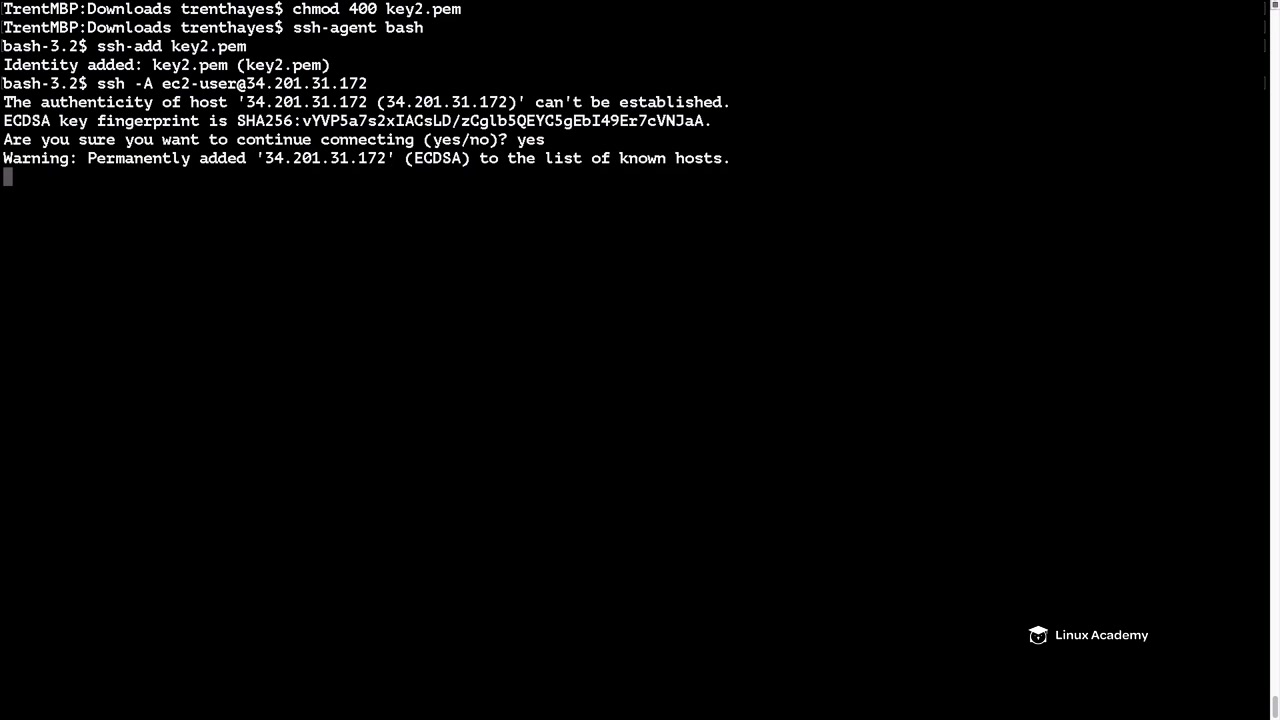 TrentMBP:Downloads trenthayes$ chmod 400 key2.pem
TrentMBP:Downloads trenthayes$ ssh-agent bash
bash-3.2$ ssh-add key2.pem
Identity added: key2.pem (key2.pem)
bash-3.2$ ssh -A ec2-user@34.201.31.172
The authenticity of host '34.201.31.172 (34.201.31.172)' can't be established.
ECDSA key fingerprint is SHA256:vYVP5a7s2xIACsLD/zCglb5QEYC5gEbI49Er7cVNJaA.
Are you sure you want to continue connecting (yes/no)? yes
Warning: Permanently added '34.201.31.172' (ECDSA) to the list of known hosts.
Linux Academy